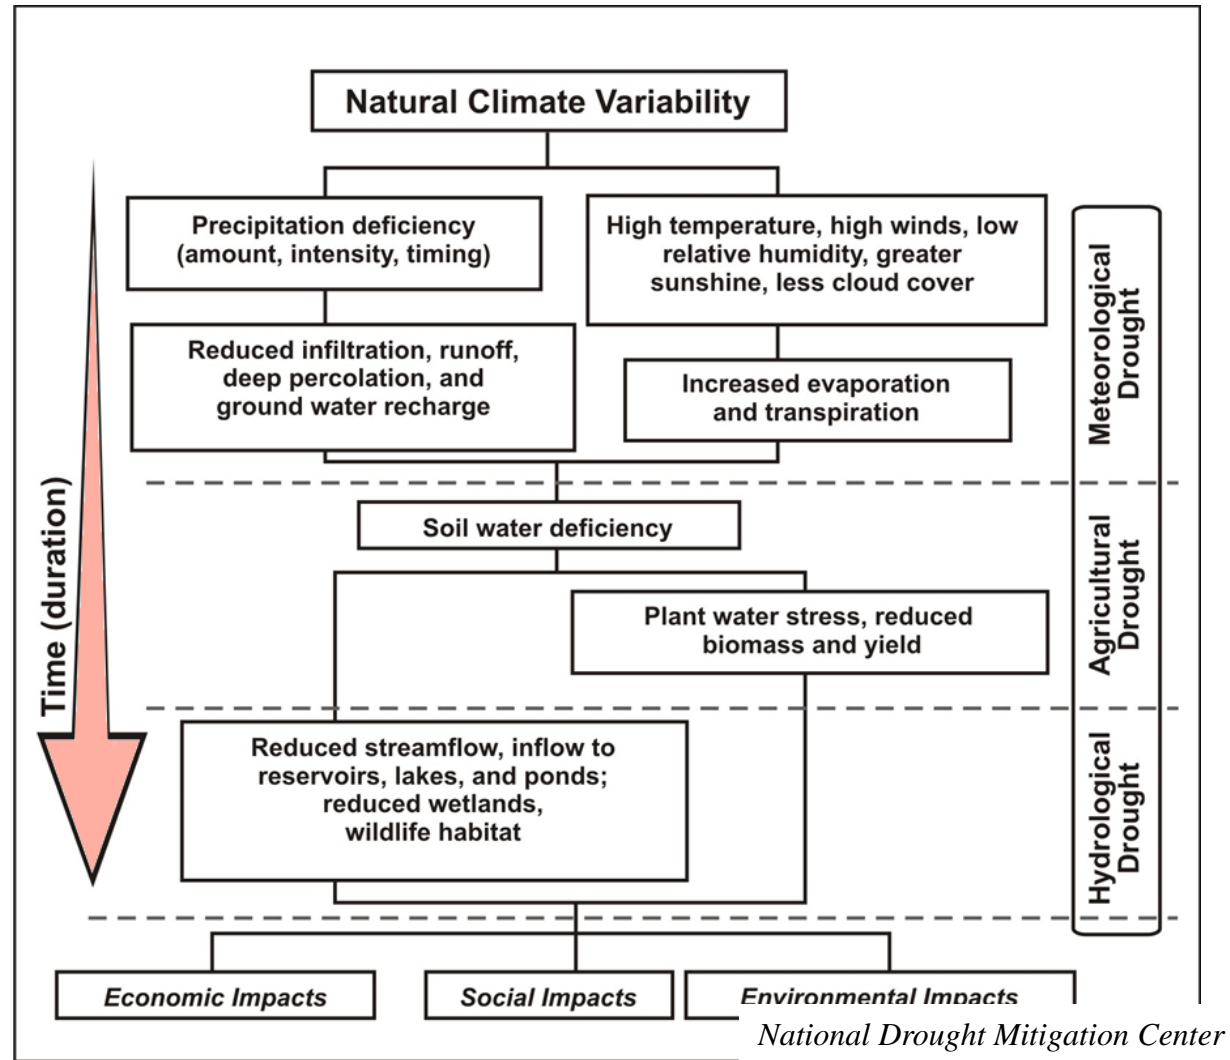 Natural Climate Variability
Precipitation deficiency
(amount, intensity, timing)
High temperature, high winds, low
relative humidity, greater
sunshine, less cloud cover
Reduced infiltration, runoff,
deep percolation, and
ground water recharge
Increased evaporation
and transpiration
Meteorological
Drought
Time (duration)
Soil water deficiency
Plant water stress, reduced
biomass and yield
Agricultural
Drought
Reduced streamflow, inflow to
reservoirs, lakes, and ponds;
reduced wetlands,
wildlife habitat
Hydrological
Drought
Economic Impacts
Social Impacts
Environmental Impacts
National Drought Mitigation Center